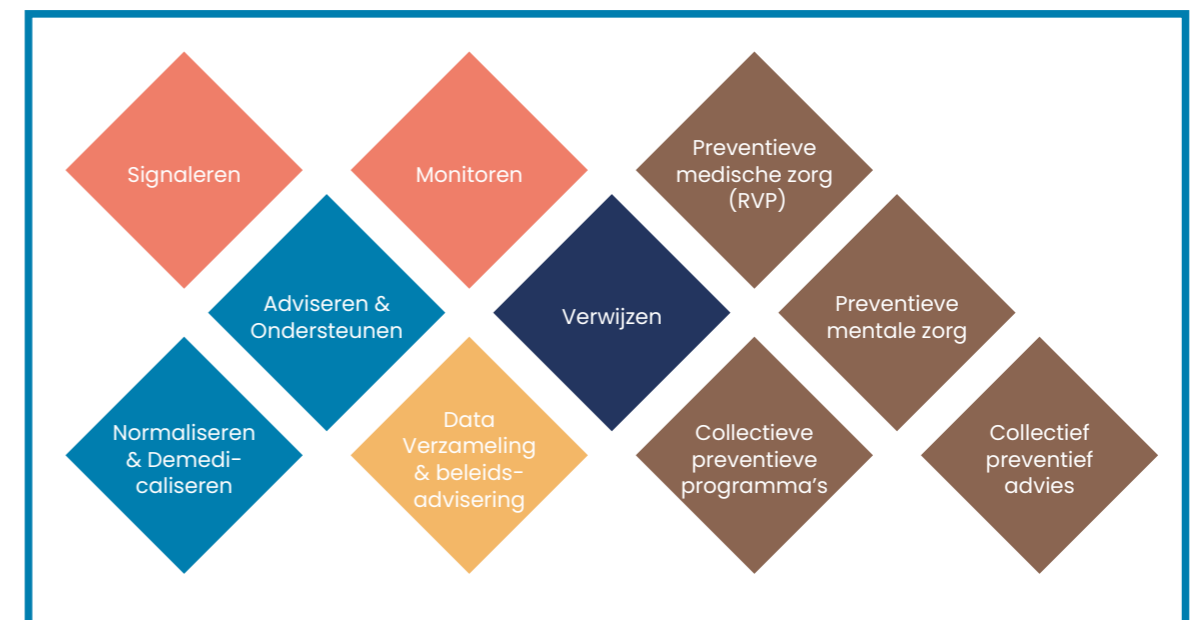 Signaleren
Monitoren
Preventieve
medische zorg
(RVP)
Adviseren &
Ondersteunen
Verwijzen
Preventieve
mentale zorg
Normaliseren
& Demedi-
caliseren
Data
Verzameling
& beleids-
advisering
Collectieve
preventieve
programma's
Collectief
preventief
advies